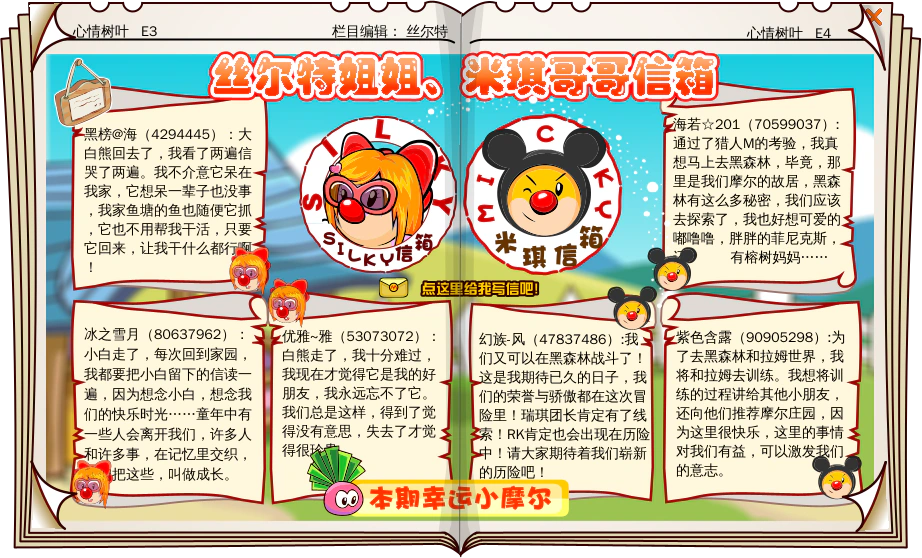 心情树叶 E3
栏目编辑： 丝尔特
心情树叶 E4
丝尔特姐姐、米琪哥哥信箱
黑榜@海（4294445）：大
白熊回去了，我看了两遍信
哭了两遍。我不介意它呆在
我家，它想呆一辈子也没事
，我家鱼塘的鱼也随便它抓
，它也不用帮我干活，只要
它回来，让我干什么都行啊
！
SILKY
SILKY信箱
MICKY
米琪信箱
海若☆201（70599037）：
通过了猎人M的考验，我真
想马上去黑森林，毕竟，那
里是我们摩尔的故居，黑森
林有这么多秘密，我们应该
去探索了，我也好想可爱的
嘟噜噜，胖胖的菲尼克斯，
有榕树妈妈……
点这里给我写信吧！
冰之雪月（80637962）：
小白走了，每次回到家园，
我都要把小白留下的信读一
遍，因为想念小白，想念我
们的快乐时光……童年中有
一些人会离开我们，许多人
和许多事，在记忆里交织，
把这些，叫做成长。
优雅~雅（53073072）：
白熊走了，我十分难过，
我现在才觉得它是我的好
朋友，我永远忘不了它。
我们总是这样，得到了觉
得没有意思，失去了才觉
得很珍贵
幻族-风（47837486）：我
们又可以在黑森林战斗了！
这是我期待已久的日子，我
们的荣誉与骄傲都在这次冒
险里！瑞琪团长肯定有了线
索！RK肯定也会出现在历险
中！请大家期待着我们崭新
的历险吧！
紫色含露（90905298）：为
了去黑森林和拉姆世界，我
将和拉姆去训练。我想将训
练的过程讲给其他小朋友，
还向他们推荐摩尔庄园，因
为这里很快乐，这里的事情
对我们有益，可以激发我们
的意志。
本期幸运小摩尔